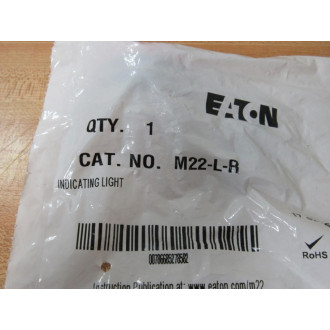 EATON
QTY. 1
CAT. NO. M22-L-R
INDICATING LIGHT
RoHS
Instruction Publication at: www.eaton.com/m22